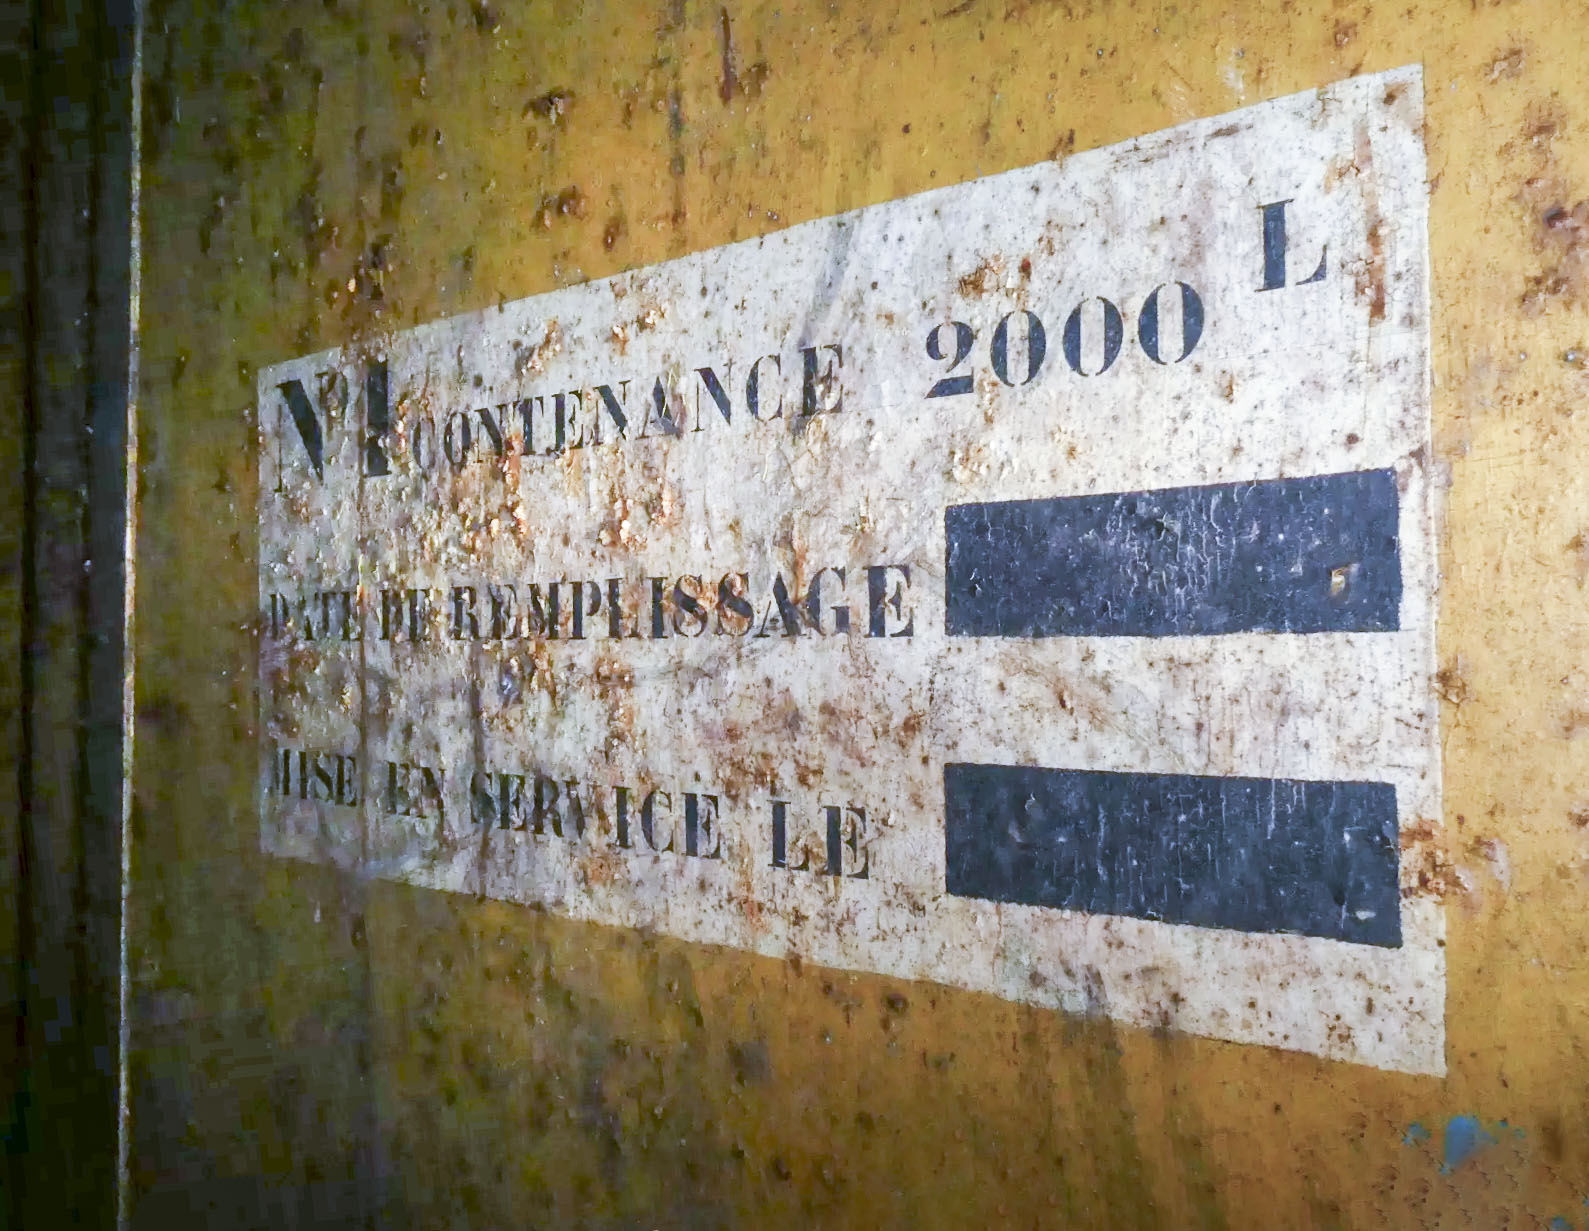 N°1 CONTENANCE 2000 L
DATE DE REMPLISSAGE
MISE EN SERVICE LE